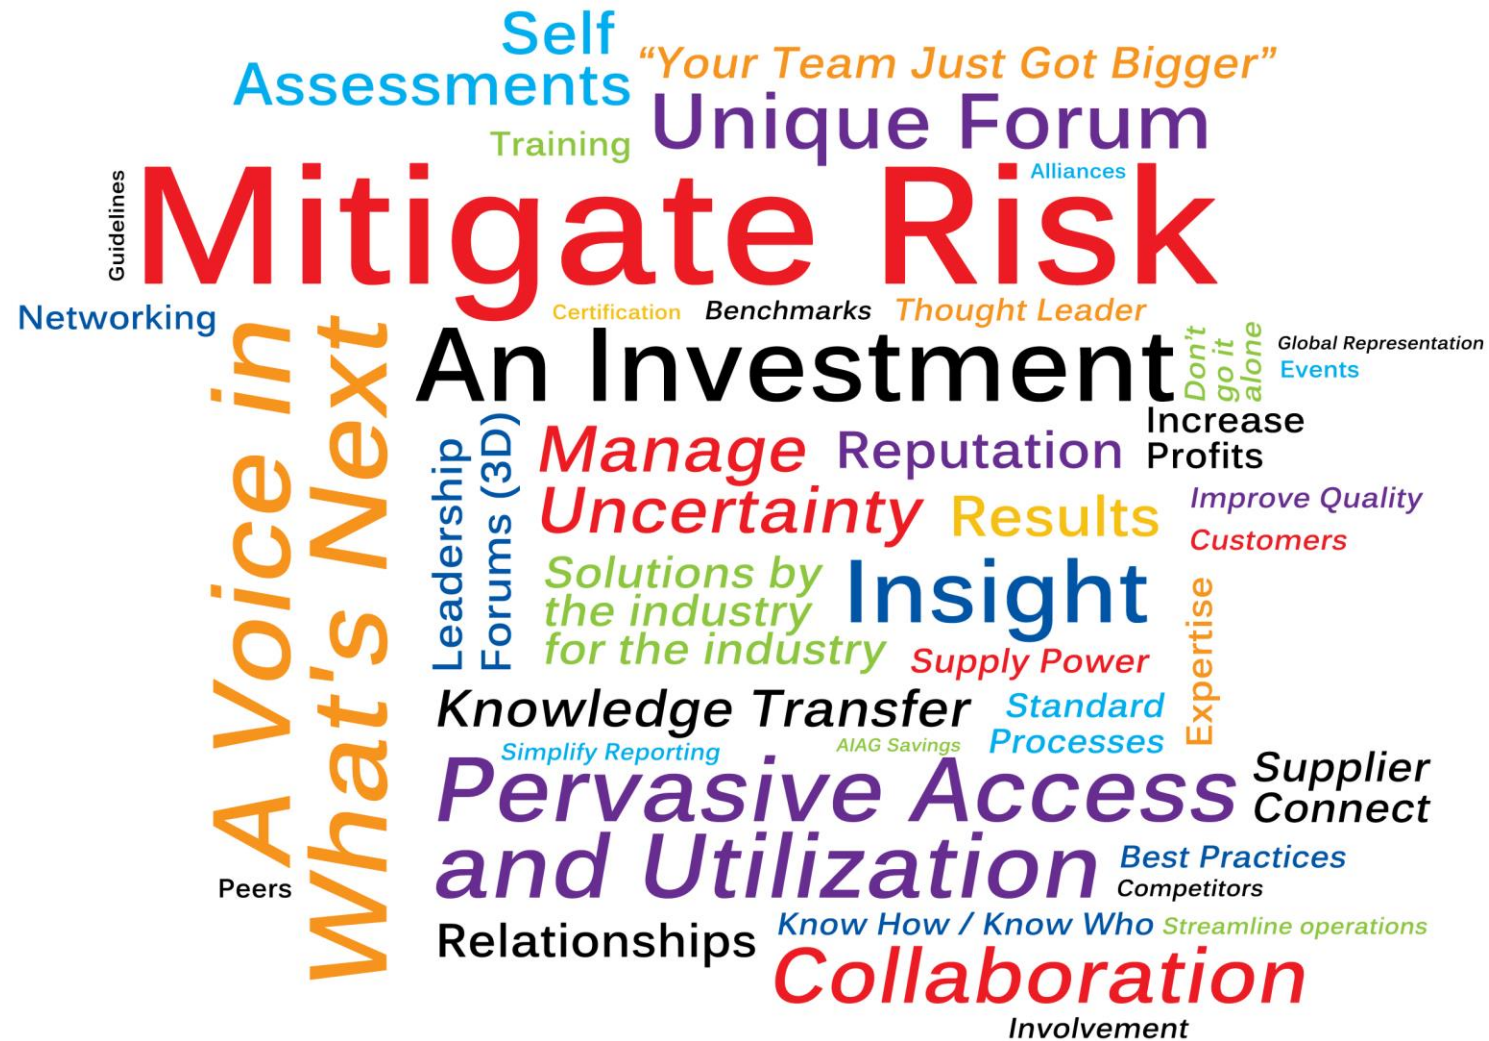 Self
Assessments
“Your Team Just Got Bigger”
Unique Forum
Training
Alliances
Guidelines
Mitigate Risk
Networking
Certification
Benchmarks
Thought Leader
A Voice in
What's Next
An Investment
Don't
go it
alone
Global Representation
Events
Increase
Profits
Leadership
Forums (3D)
Manage
Uncertainty
Reputation
Results
Improve Quality
Customers
Solutions by
the industry
for the industry
Insight
Supply Power
Expertise
Knowledge Transfer
Standard
Processes
Simplify Reporting
AIAG Savings
Pervasive Access
and Utilization
Supplier
Connect
Best Practices
Competitors
Peers
Relationships
Know How / Know Who
Streamline operations
Collaboration
Involvement